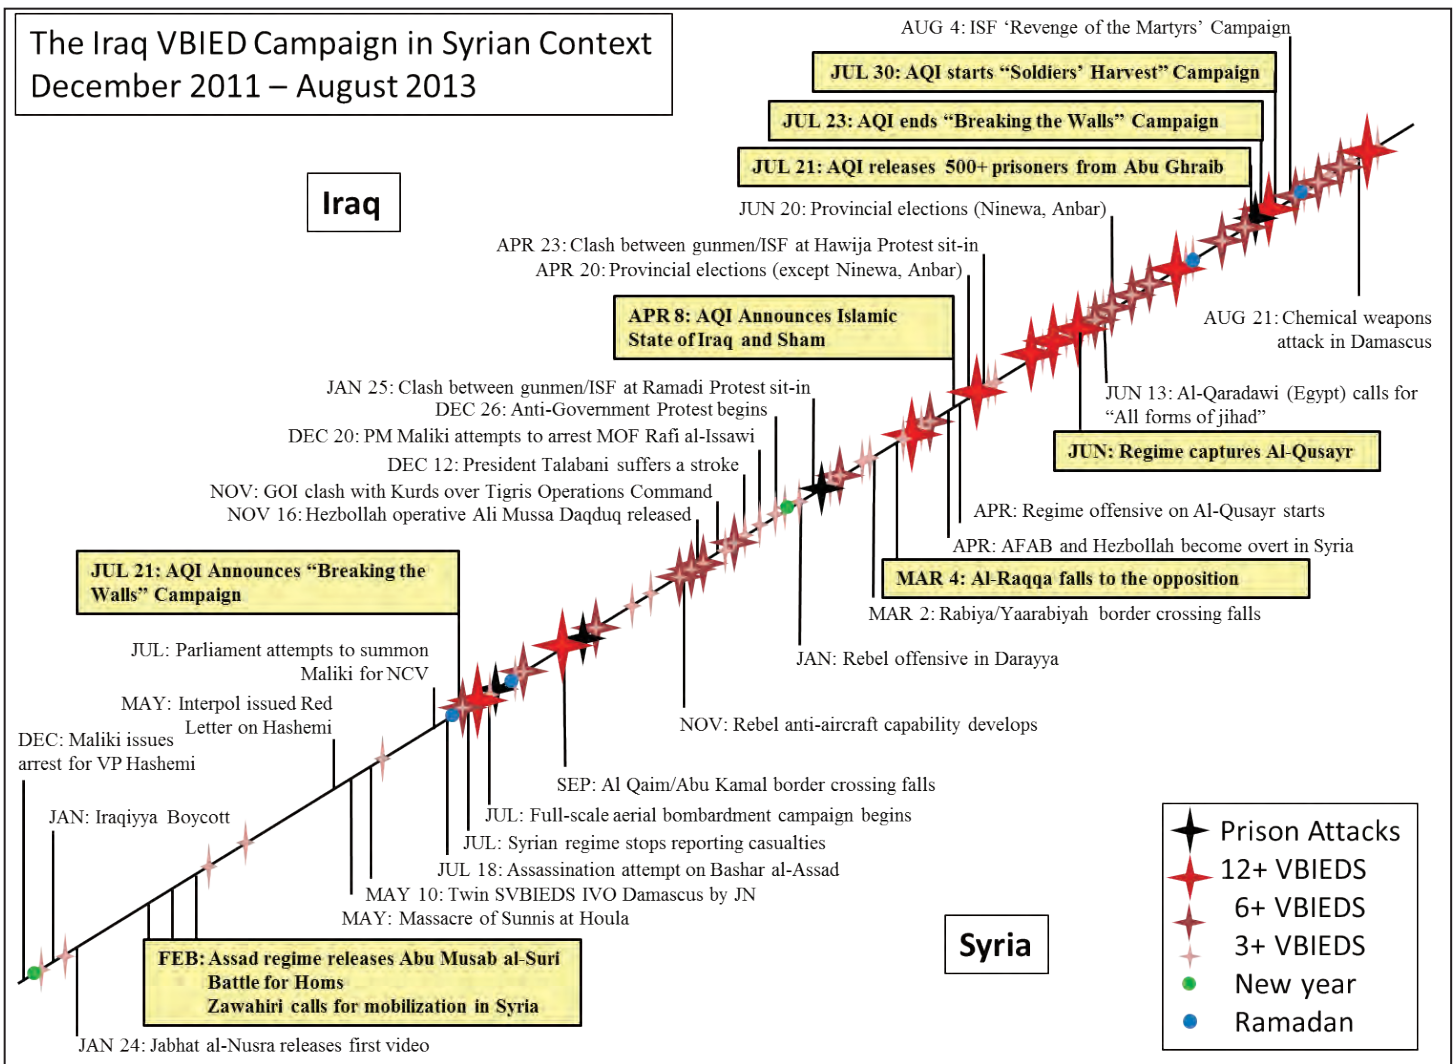 The Iraq VBIED Campaign in Syrian Context
December 2011 – August 2013
Iraq
AUG 4: ISF ‘Revenge of the Martyrs’ Campaign
JUL 30: AQI starts “Soldiers’ Harvest” Campaign
JUL 23: AQI ends “Breaking the Walls” Campaign
JUL 21: AQI releases 500+ prisoners from Abu Ghraib
JUN 20: Provincial elections (Ninewa, Anbar)
APR 23: Clash between gunmen/ISF at Hawija Protest sit-in
APR 20: Provincial elections (except Ninewa, Anbar)
APR 8: AQI Announces Islamic
State of Iraq and Sham
JAN 25: Clash between gunmen/ISF at Ramadi Protest sit-in
DEC 26: Anti-Government Protest begins
DEC 20: PM Maliki attempts to arrest MOF Rafi al-Issawi
DEC 12: President Talabani suffers a stroke
NOV: GOI clash with Kurds over Tigris Operations Command
NOV 16: Hezbollah operative Ali Mussa Daqduq released
JUL 21: AQI Announces “Breaking the
Walls” Campaign
JUL: Parliament attempts to summon
Maliki for NCV
MAY: Interpol issued Red
Letter on Hashemi
DEC: Maliki issues
arrest for VP Hashemi
JAN: Iraqiyya Boycott
AUG 21: Chemical weapons
attack in Damascus
JUN 13: Al-Qaradawi (Egypt) calls for
“All forms of jihad”
JUN: Regime captures Al-Qusayr
APR: Regime offensive on Al-Qusayr starts
APR: AFAB and Hezbollah become overt in Syria
MAR 4: Al-Raqqa falls to the opposition
MAR 2: Rabiya/Yaarabiyah border crossing falls
JAN: Rebel offensive in Darayya
NOV: Rebel anti-aircraft capability develops
SEP: Al Qaim/Abu Kamal border crossing falls
JUL: Full-scale aerial bombardment campaign begins
JUL: Syrian regime stops reporting casualties
JUL 18: Assassination attempt on Bashar al-Assad
MAY 10: Twin SVBIEDS IVO Damascus by JN
MAY: Massacre of Sunnis at Houla
FEB: Assad regime releases Abu Musab al-Suri
Battle for Homs
Zawahiri calls for mobilization in Syria
JAN 24: Jabhat al-Nusra releases first video
Syria
Prison Attacks
12+ VBIEDS
6+ VBIEDS
3+ VBIEDS
New year
Ramadan